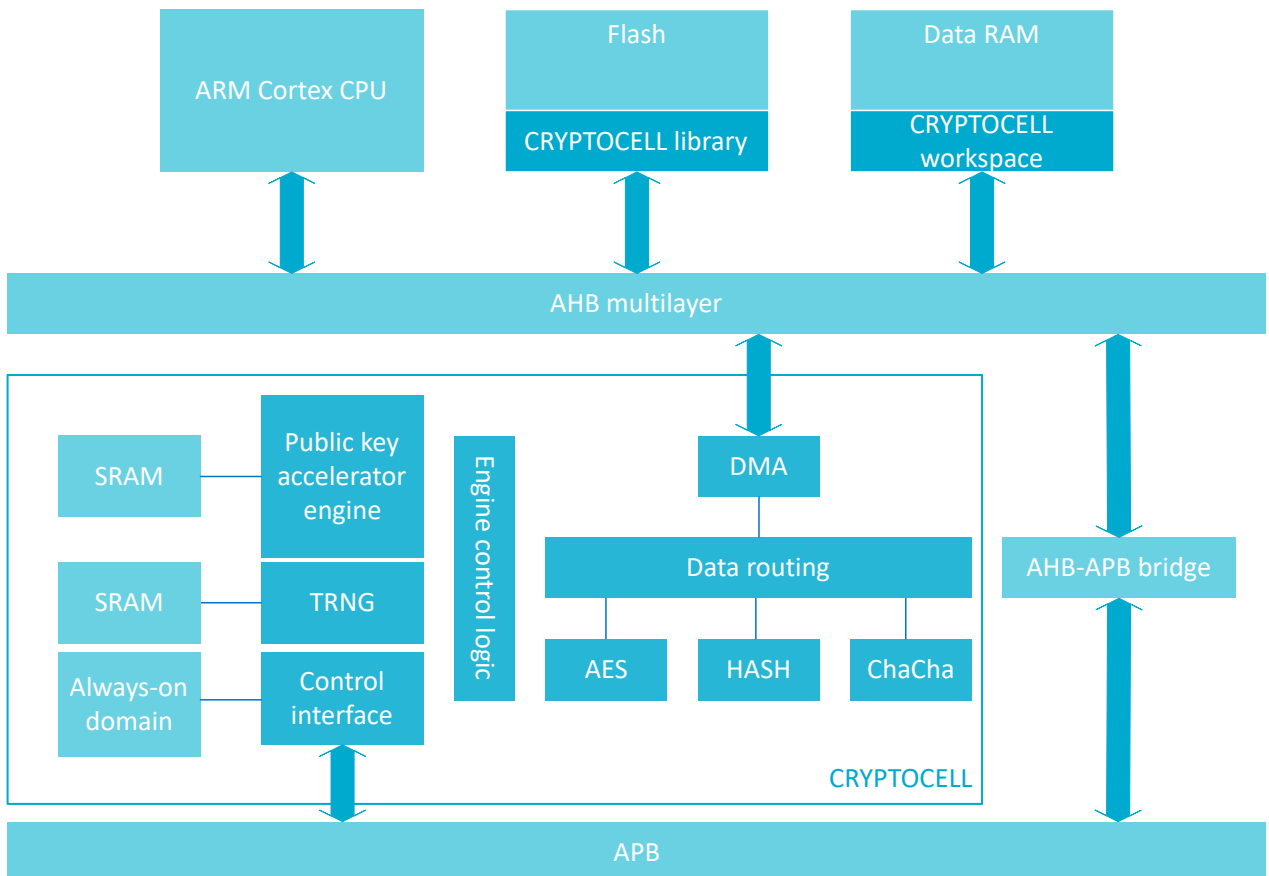 ARM Cortex CPU
Flash
CRYPTOCELL library
Data RAM
CRYPTOCELL
workspace
AHB multilayer
SRAM
Public key
accelerator
engine
SRAM
TRNG
Always-on
domain
Control
interface
Engine control logic
DMA
Data routing
AES
HASH
ChaCha
CRYPTOCELL
AHB-APB bridge
APB